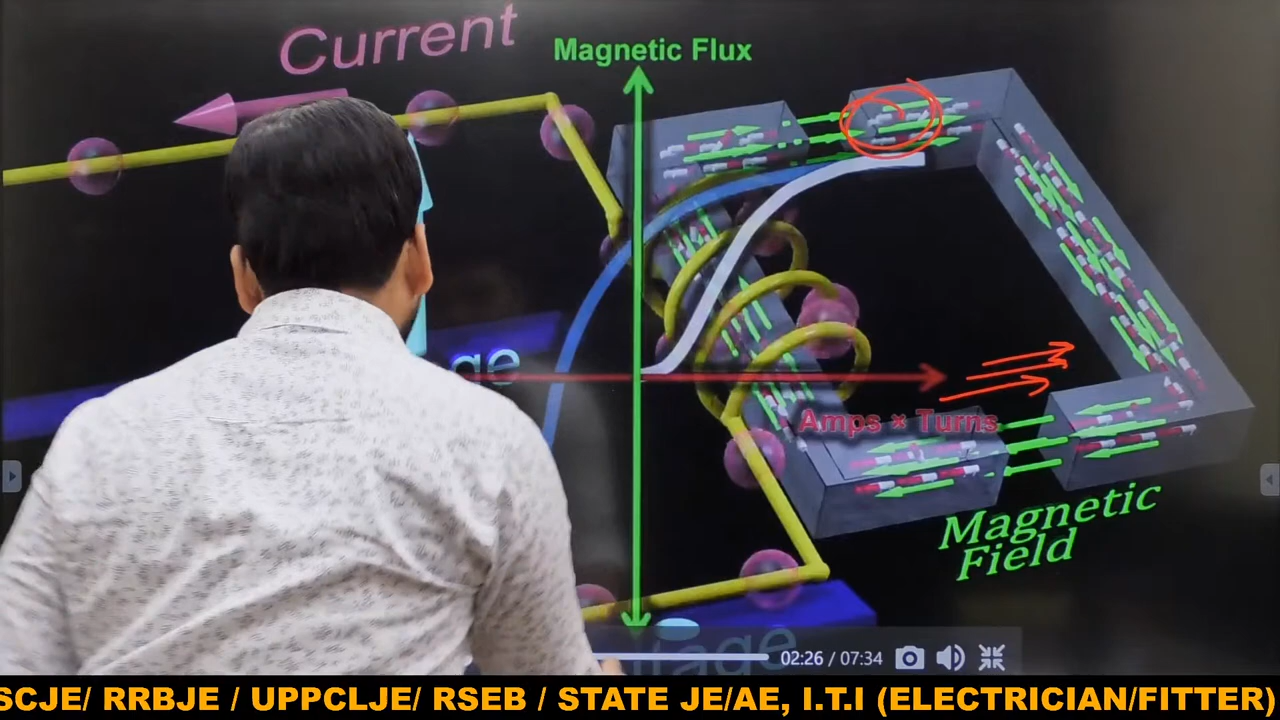 Current
Magnetic Flux
ge
Amps × Turns
Magnetic
Field
02:26 / 07:34
SCJE/ RRBJE / UPPCLJE/ RSEB / STATE JE/AE, I.T.I (ELECTRICIAN/FITTER)